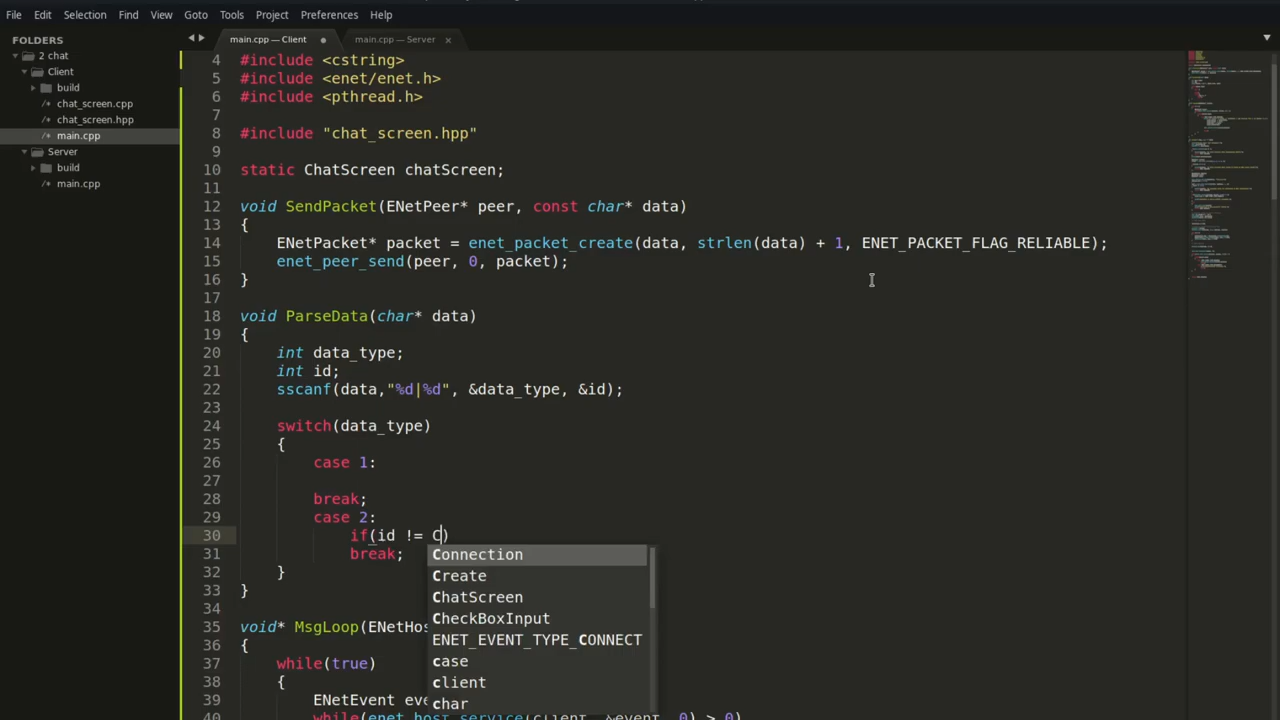 File Edit Selection Find View Goto Tools Project Preferences Help
FOLDERS
2 chat
Client
build
chat_screen.cpp
chat_screen.hpp
main.cpp
Server
build
main.cpp
main.cpp — Client
main.cpp — Server
4 #include <cstring>
5 #include <enet/enet.h>
6 #include <pthread.h>
7
8 #include "chat_screen.hpp"
9
10 static ChatScreen chatScreen;
11
12 void SendPacket(ENetPeer* peer, const char* data)
13 {
14 ENetPacket* packet = enet_packet_create(data, strlen(data) + 1, ENET_PACKET_FLAG_RELIABLE);
15 enet_peer_send(peer, 0, packet);
16 }
17
18 void ParseData(char* data)
19 {
20 int data_type;
21 int id;
22 sscanf(data,"%d|%d", &data_type, &id);
23
24 switch(data_type)
25 {
26 case 1:
27
28 break;
29 case 2:
30 if(id != C)
31 break;
32 }
33 }
34
35 void* MsgLoop(ENetHos
36 {
37 while(true)
38 {
39 ENetEvent eve
40 while(enet_host_service(client, &event, 0) > 0)
Connection
Create
ChatScreen
CheckBoxInput
ENET_EVENT_TYPE_CONNECT
case
client
char